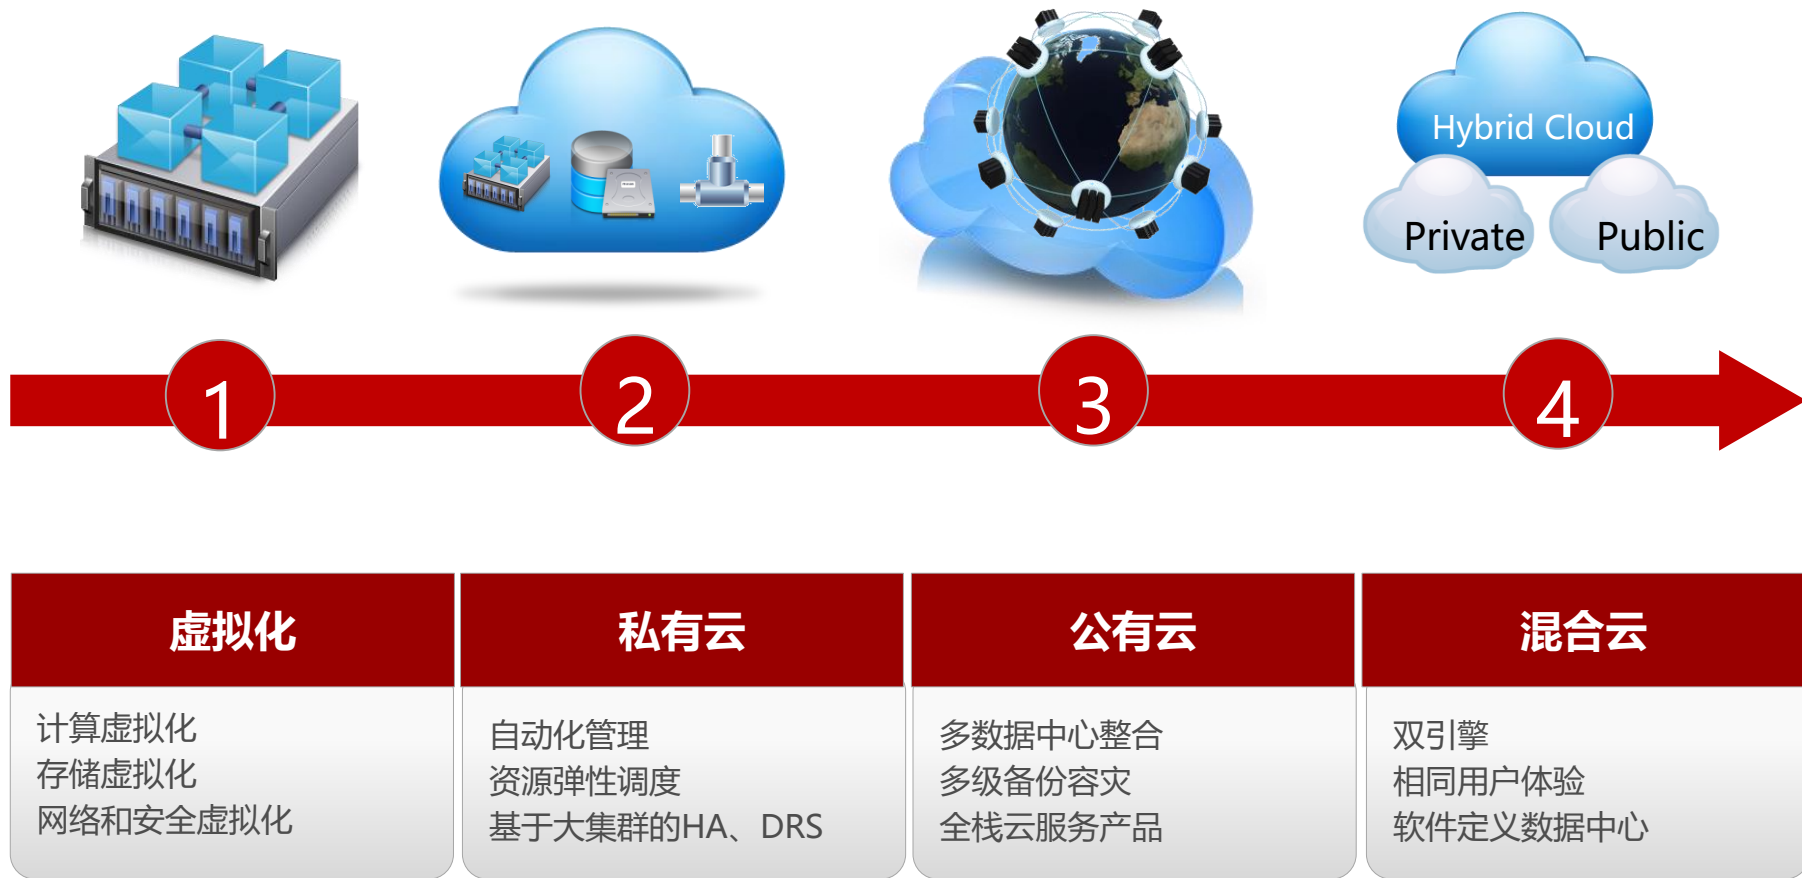 Hybrid Cloud
Private
Public
1
2
3
4
虚拟化
私有云
公有云
混合云
计算虚拟化
存储虚拟化
网络和安全虚拟化
自动化管理
资源弹性调度
基于大集群的HA、DRS
多数据中心整合
多级备份容灾
全栈云服务产品
双引擎
相同用户体验
软件定义数据中心